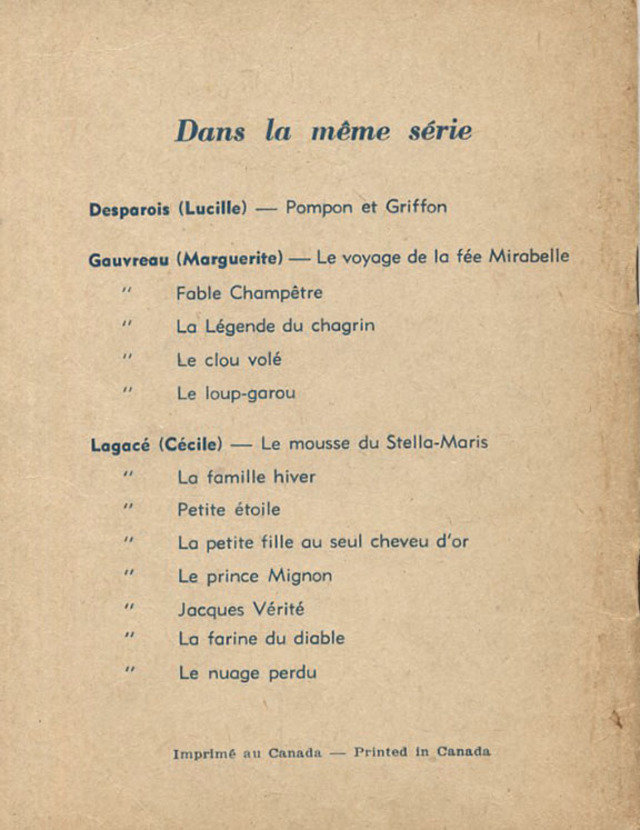 Dans la même série
Desparois (Lucille) — Pompon et Griffon
Gauvreau (Marguerite) — Le voyage de la fée Mirabelle
" Fable Champêtre
" La Légende du chagrin
" Le clou volé
" Le loup-garou
Lagacé (Cécile) — Le mousse du Stella-Maris
" La famille hiver
" Petite étoile
" La petite fille au seul cheveu d'or
" Le prince Mignon
" Jacques Vérité
" La farine du diable
" Le nuage perdu
Imprimé au Canada — Printed in Canada